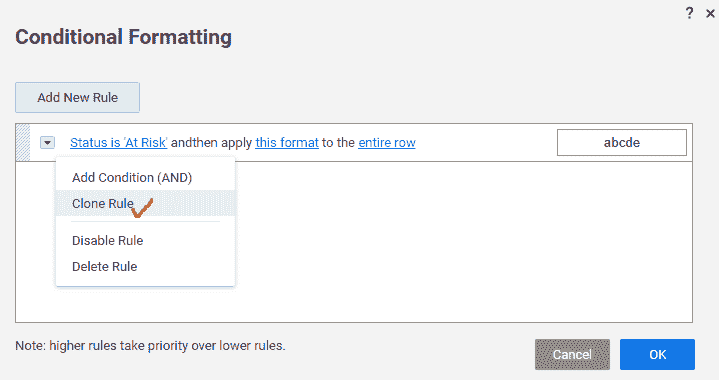 ? ×
Conditional Formatting
Add New Rule
Status is 'At Risk' andthen apply this format to the entire row abcde
Add Condition (AND)
Clone Rule
Disable Rule
Delete Rule
Note: higher rules take priority over lower rules.
Cancel OK